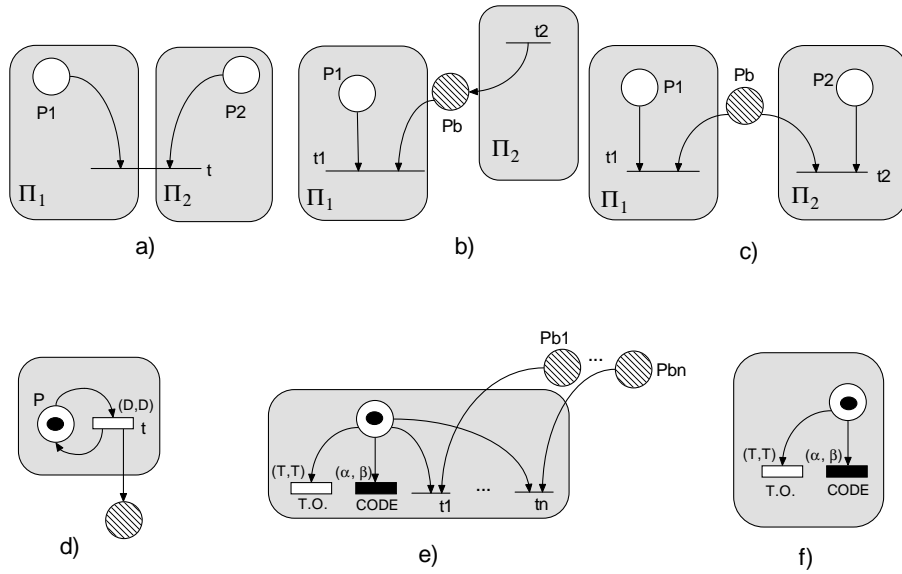 P1
P2
t
Π1
Π2
a)
t2
P1
Pb
t1
Π2
Π1
b)
Pb
P1
P2
t1
t2
Π1
Π2
c)
P
(D,D)
t
d)
Pb1
...
Pbn
(T,T)
(α, β)
T.O.
CODE
t1
...
tn
e)
(T,T)
(α, β)
T.O.
CODE
f)